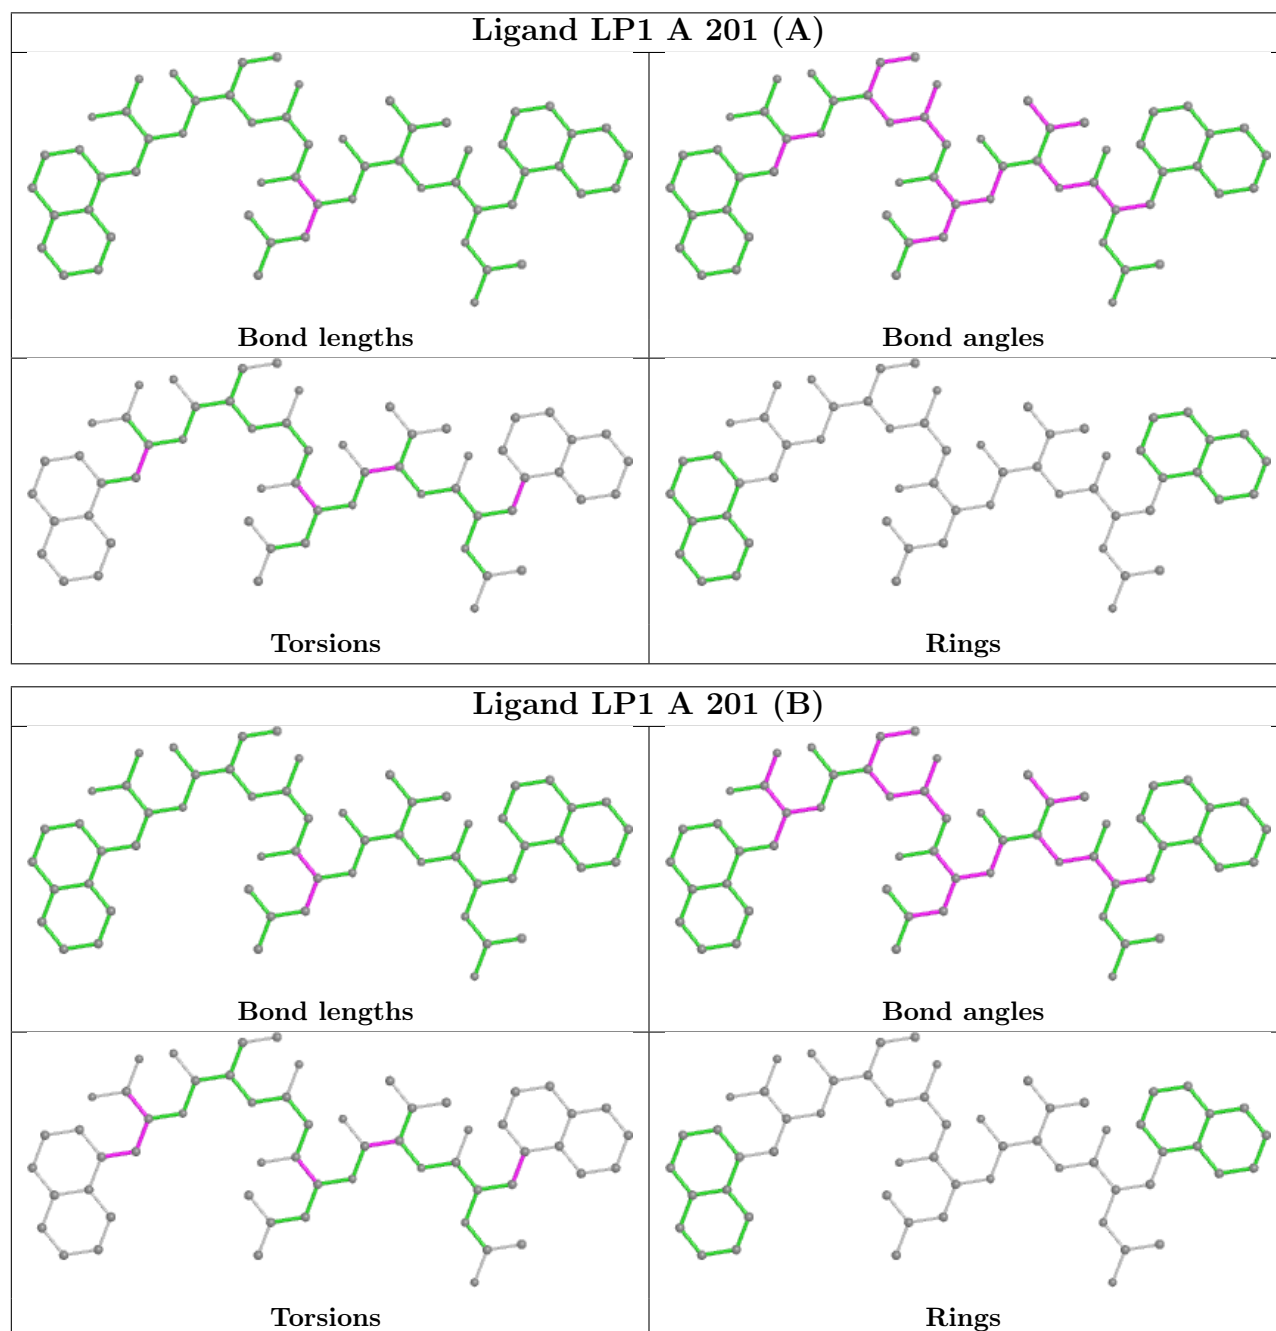 Ligand LP1 A 201 (A)
Bond lengths
Bond angles
Torsions
Rings
Ligand LP1 A 201 (B)
Bond lengths
Bond angles
Torsions
Rings